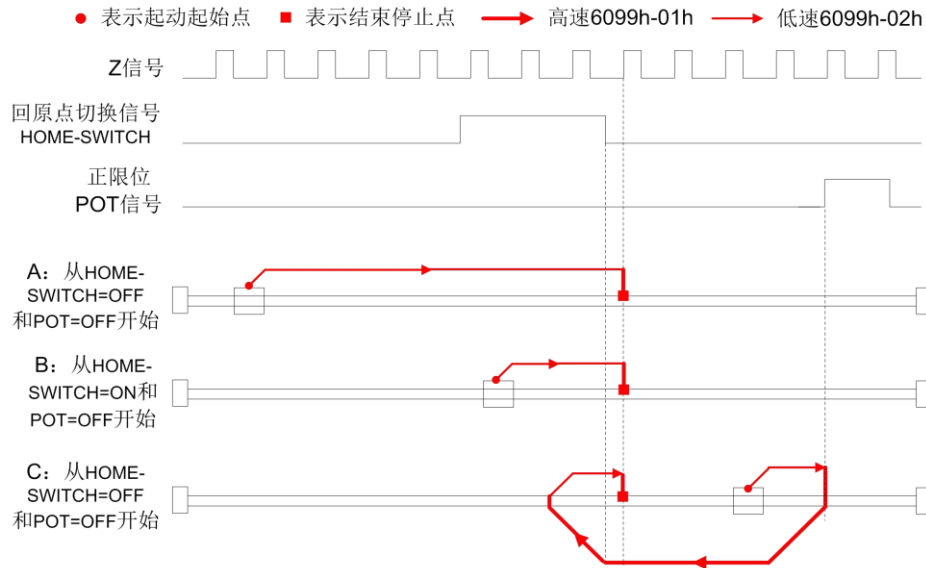 表示起动起始点 表示结束停止点 高速6099h-01h 低速6099h-02h
Z信号
回原点切换信号
HOME-SWITCH
正限位
POT信号
A：从HOME-
SWITCH=OFF
和POT=OFF开始
B：从HOME-
SWITCH=ON和
POT=OFF开始
C：从HOME-
SWITCH=OFF
和POT=OFF开始